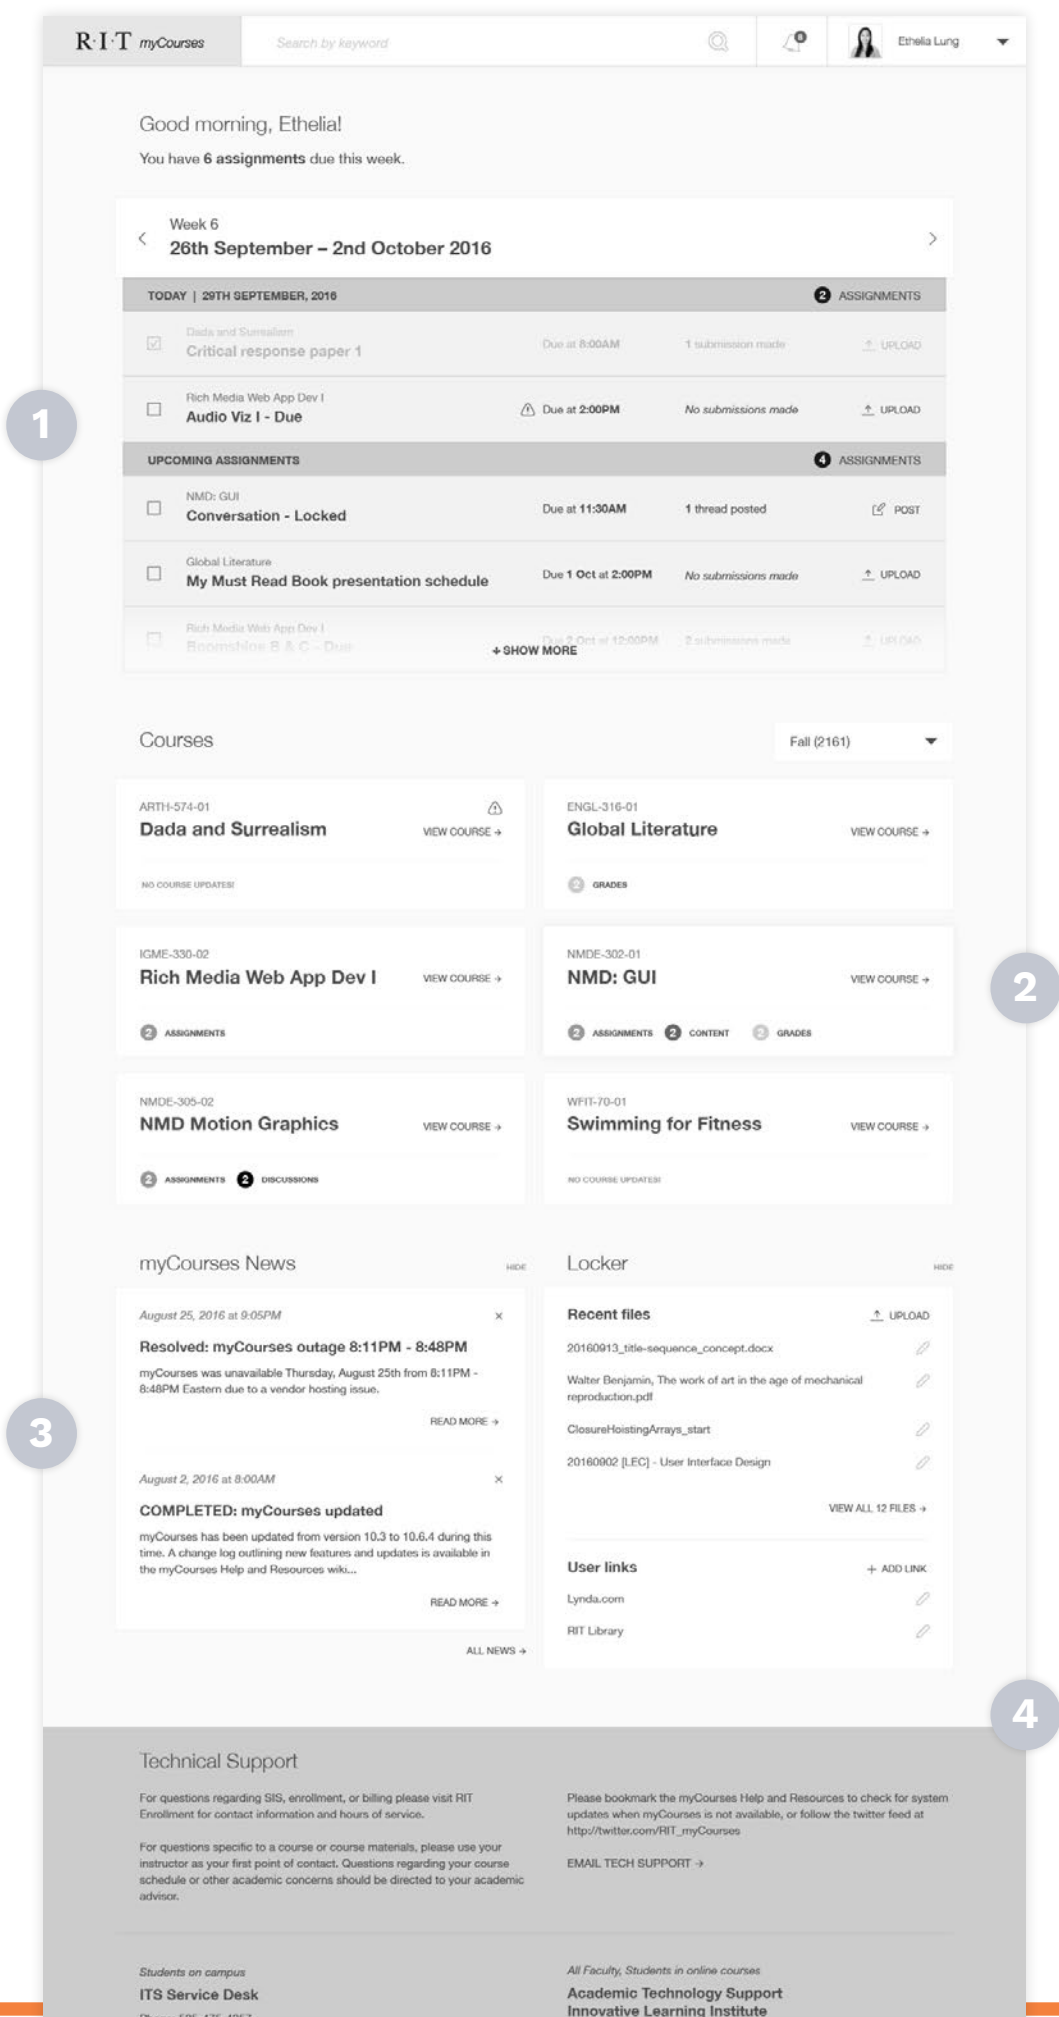 R·I·T myCourses
Search by keyword
6
Ethelia Lung
Good morning, Ethelia!
You have 6 assignments due this week.
Week 6
26th September – 2nd October 2016
TODAY | 29TH SEPTEMBER, 2016
2 ASSIGNMENTS
Dada and Surrealism
Critical response paper 1
Due at 8:00AM
1 submission made
UPLOAD
1
Rich Media Web App Dev I
Audio Viz I - Due
Due at 2:00PM
No submissions made
UPLOAD
UPCOMING ASSIGNMENTS
4 ASSIGNMENTS
NMD: GUI
Conversation - Locked
Due at 11:30AM
1 thread posted
POST
Global Literature
My Must Read Book presentation schedule
Due 1 Oct at 2:00PM
No submissions made
UPLOAD
Rich Media Web App Dev I
Boomshine B & C - Due
Due 2 Oct at 12:00PM
2 submissions made
UPLOAD
+ SHOW MORE
Courses
Fall (2161)
ARTH-574-01
Dada and Surrealism
VIEW COURSE →
NO COURSE UPDATES!
ENGL-316-01
Global Literature
VIEW COURSE →
2 GRADES
IGME-330-02
Rich Media Web App Dev I
VIEW COURSE →
2 ASSIGNMENTS
NMDE-302-01
NMD: GUI
VIEW COURSE →
2 ASSIGNMENTS 2 CONTENT 2 GRADES
2
NMDE-305-02
NMD Motion Graphics
VIEW COURSE →
2 ASSIGNMENTS 2 DISCUSSIONS
WFIT-70-01
Swimming for Fitness
VIEW COURSE →
NO COURSE UPDATES!
myCourses News
HIDE
August 25, 2016 at 9:05PM
×
Resolved: myCourses outage 8:11PM - 8:48PM
myCourses was unavailable Thursday, August 25th from 8:11PM -
8:48PM Eastern due to a vendor hosting issue.
READ MORE →
3
August 2, 2016 at 8:00AM
×
COMPLETED: myCourses updated
myCourses has been updated from version 10.3 to 10.6.4 during this
time. A change log outlining new features and updates is available in
the myCourses Help and Resources wiki...
READ MORE →
ALL NEWS →
Locker
HIDE
Recent files
UPLOAD
20160913_title-sequence_concept.docx
Walter Benjamin, The work of art in the age of mechanical
reproduction.pdf
ClosureHoistingArrays_start
20160902 [LEC] - User Interface Design
VIEW ALL 12 FILES →
User links
+ ADD LINK
Lynda.com
RIT Library
4
Technical Support
For questions regarding SIS, enrollment, or billing please visit RIT
Enrollment for contact information and hours of service.
For questions specific to a course or course materials, please use your
instructor as your first point of contact. Questions regarding your course
schedule or other academic concerns should be directed to your academic
advisor.
Please bookmark the myCourses Help and Resources to check for system
updates when myCourses is not available, or follow the twitter feed at
http://twitter.com/RIT_myCourses
EMAIL TECH SUPPORT →
Students on campus
ITS Service Desk
All Faculty, Students in online courses
Academic Technology Support
Innovative Learning Institute